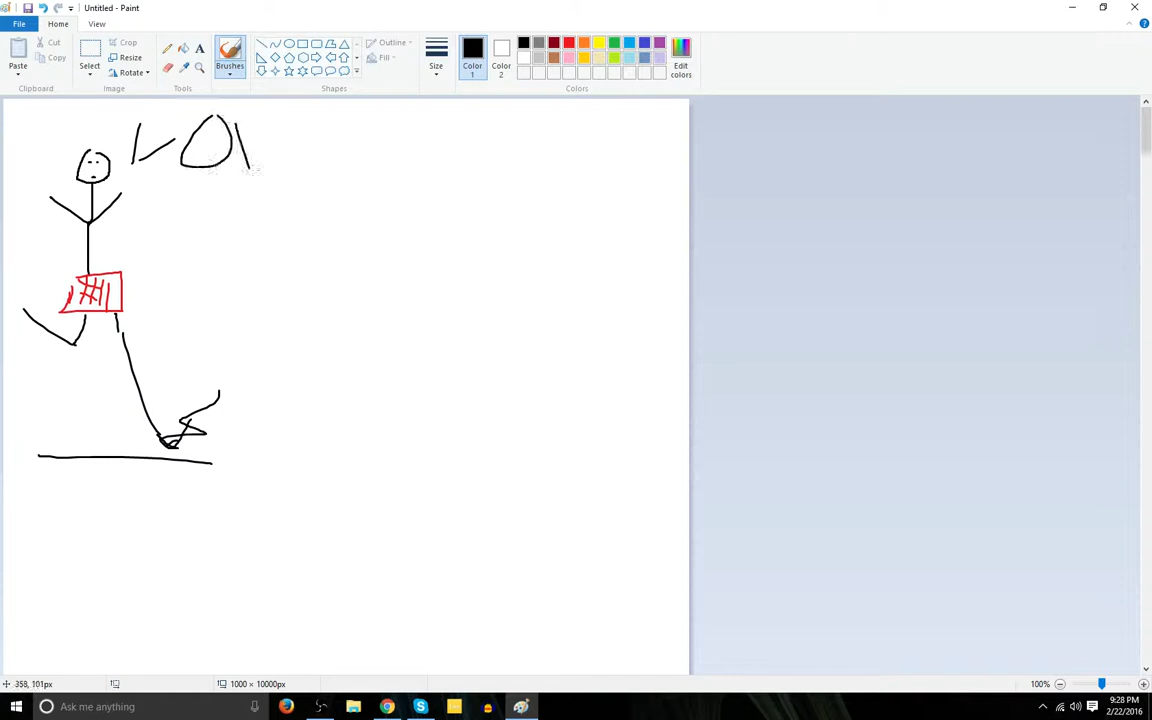 Untitled - Paint
File
Home
View
Paste
Cut
Copy
Clipboard
Select
Crop
Resize
Rotate
Image
Tools
Brushes
Shapes
Outline
Fill
Size
Color 1
Color 2
Edit colors
Colors
LO
358, 101px
1000 × 10000px
100%
Ask me anything
9:28 PM
2/22/2016